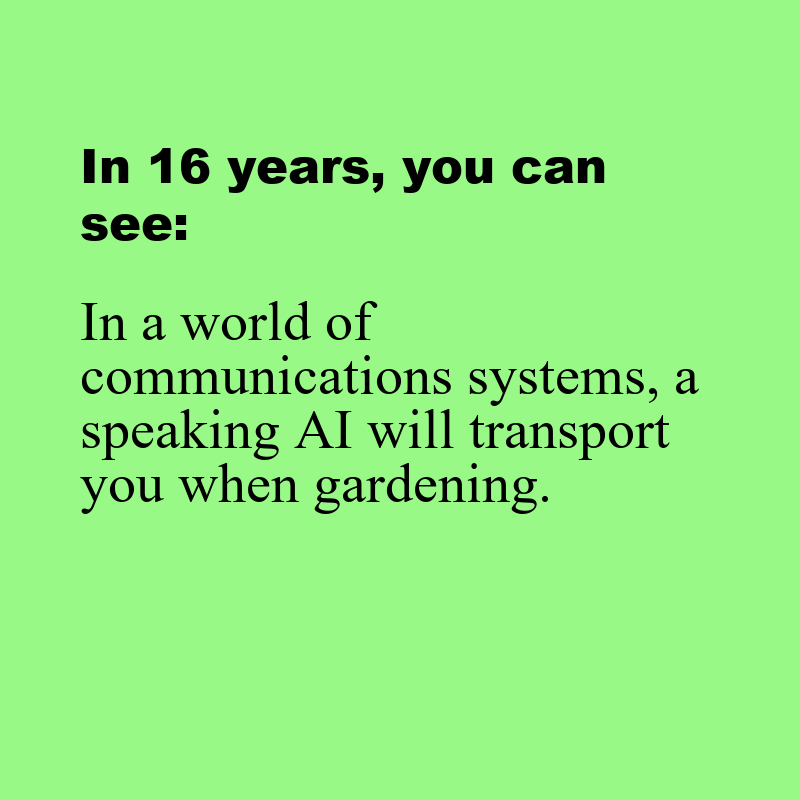 In 16 years, you can
see:
In a world of
communications systems, a
speaking AI will transport
you when gardening.